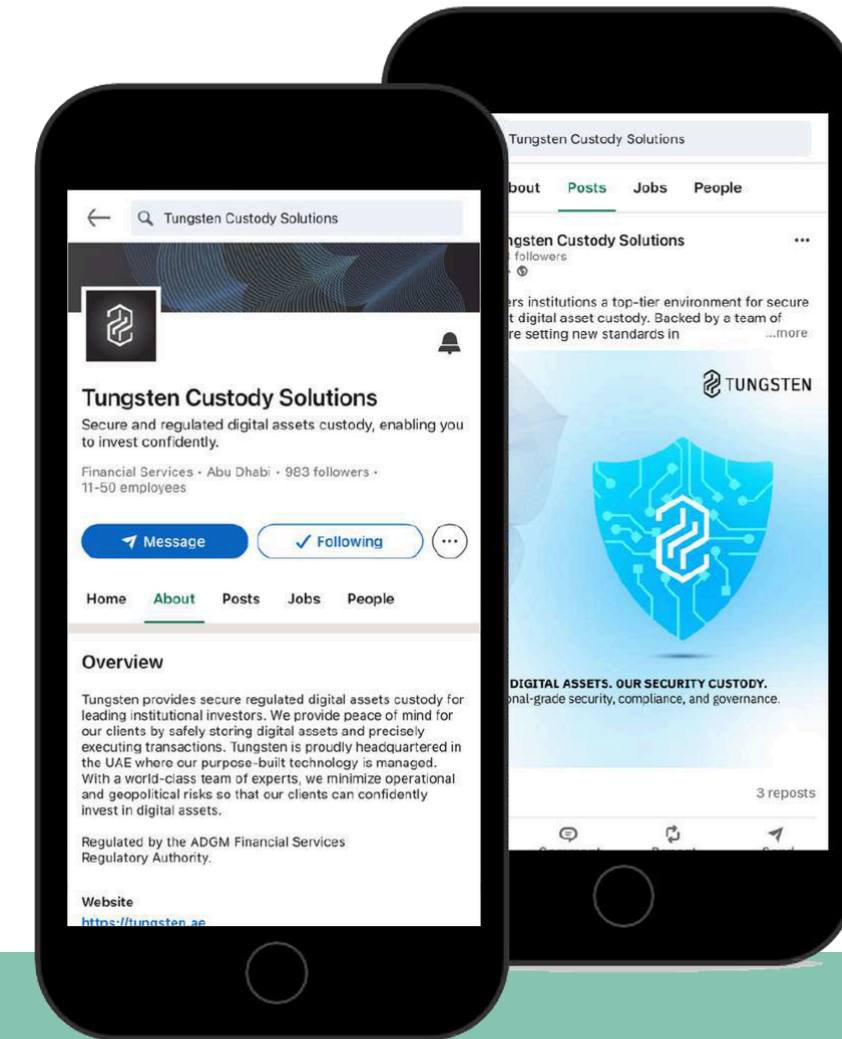 Tungsten Custody Solutions
Tungsten Custody Solutions
Secure and regulated digital assets custody, enabling you
to invest confidently.
Financial Services • Abu Dhabi • 983 followers •
11-50 employees
Message
✓ Following
Home About Posts Jobs People
Overview
Tungsten provides secure regulated digital assets custody for
leading institutional investors. We provide peace of mind for
our clients by safely storing digital assets and precisely
executing transactions. Tungsten is proudly headquartered in
the UAE where our purpose-built technology is managed.
With a world-class team of experts, we minimize operational
and geopolitical risks so that our clients can confidently
invest in digital assets.
Regulated by the ADGM Financial Services
Regulatory Authority.
Website
https://tungsten.ae
Tungsten Custody Solutions
Posts Jobs People
Custody Solutions
followers
institutions a top-tier environment for secure
digital asset custody. Backed by a team of
setting new standards in ...more
TUNGSTEN
DIGITAL ASSETS. OUR SECURITY CUSTODY.
security, compliance, and governance.
3 reposts